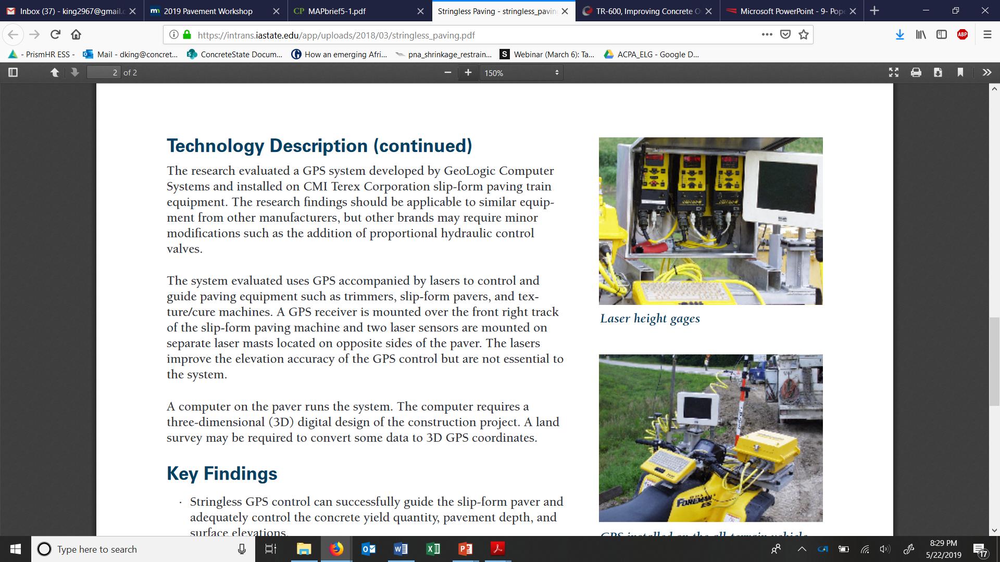 Inbox (37) - king2967@gmail.c
2019 Pavement Workshop
MAPbrief5-1.pdf
Stringless Paving - stringless_pavin
TR-600, Improving Concrete O
Microsoft PowerPoint - 9- Pop
https://intrans.iastate.edu/app/uploads/2018/03/stringless_paving.pdf
ABP
- PrismHR ESS -
Mail - dking@concret...
ConcreteState Docum...
How an emerging Afri...
pna_shrinkage_restrain...
Webinar (March 6): Ta...
ACPA_ELG - Google D...
2 of 2
150%
Technology Description (continued)
The research evaluated a GPS system developed by GeoLogic Computer
Systems and installed on CMI Terex Corporation slip-form paving train
equipment. The research findings should be applicable to similar equip-
ment from other manufacturers, but other brands may require minor
modifications such as the addition of proportional hydraulic control
valves.
The system evaluated uses GPS accompanied by lasers to control and
guide paving equipment such as trimmers, slip-form pavers, and tex-
ture/cure machines. A GPS receiver is mounted over the front right track
of the slip-form paving machine and two laser sensors are mounted on
separate laser masts located on opposite sides of the paver. The lasers
improve the elevation accuracy of the GPS control but are not essential to
the system.
A computer on the paver runs the system. The computer requires a
three-dimensional (3D) digital design of the construction project. A land
survey may be required to convert some data to 3D GPS coordinates.
Key Findings
· Stringless GPS control can successfully guide the slip-form paver and
adequately control the concrete yield quantity, pavement depth, and
surface elevations.
Laser height gages
FOREMAN
ES
GPS installed on the all-terrain vehicle
Type here to search
8:29 PM
5/22/2019
17